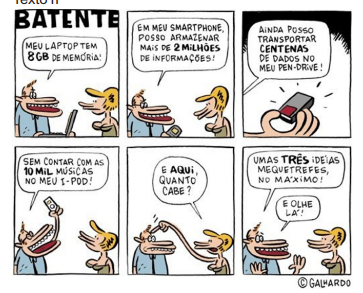 Texto II
BATENTE
MEU LAPTOP TEM
8GB DE MEMÓRIA!
EM MEU SMARTPHONE,
POSSO ARMAZENAR
MAIS DE 2 MILHÕES
DE INFORMAÇÕES!
AINDA POSSO
TRANSPORTAR
CENTENAS
DE DADOS NO
MEU PEN-DRIVE!
SEM CONTAR COM AS
10 MIL MÚSICAS
NO MEU I-POD!
E AQUI,
QUANTO
CABE?
UMAS TRÊS IDEIAS
MEQUETREFES,
NO MÁXIMO!
E OLHE
LÁ!
© GALHARDO